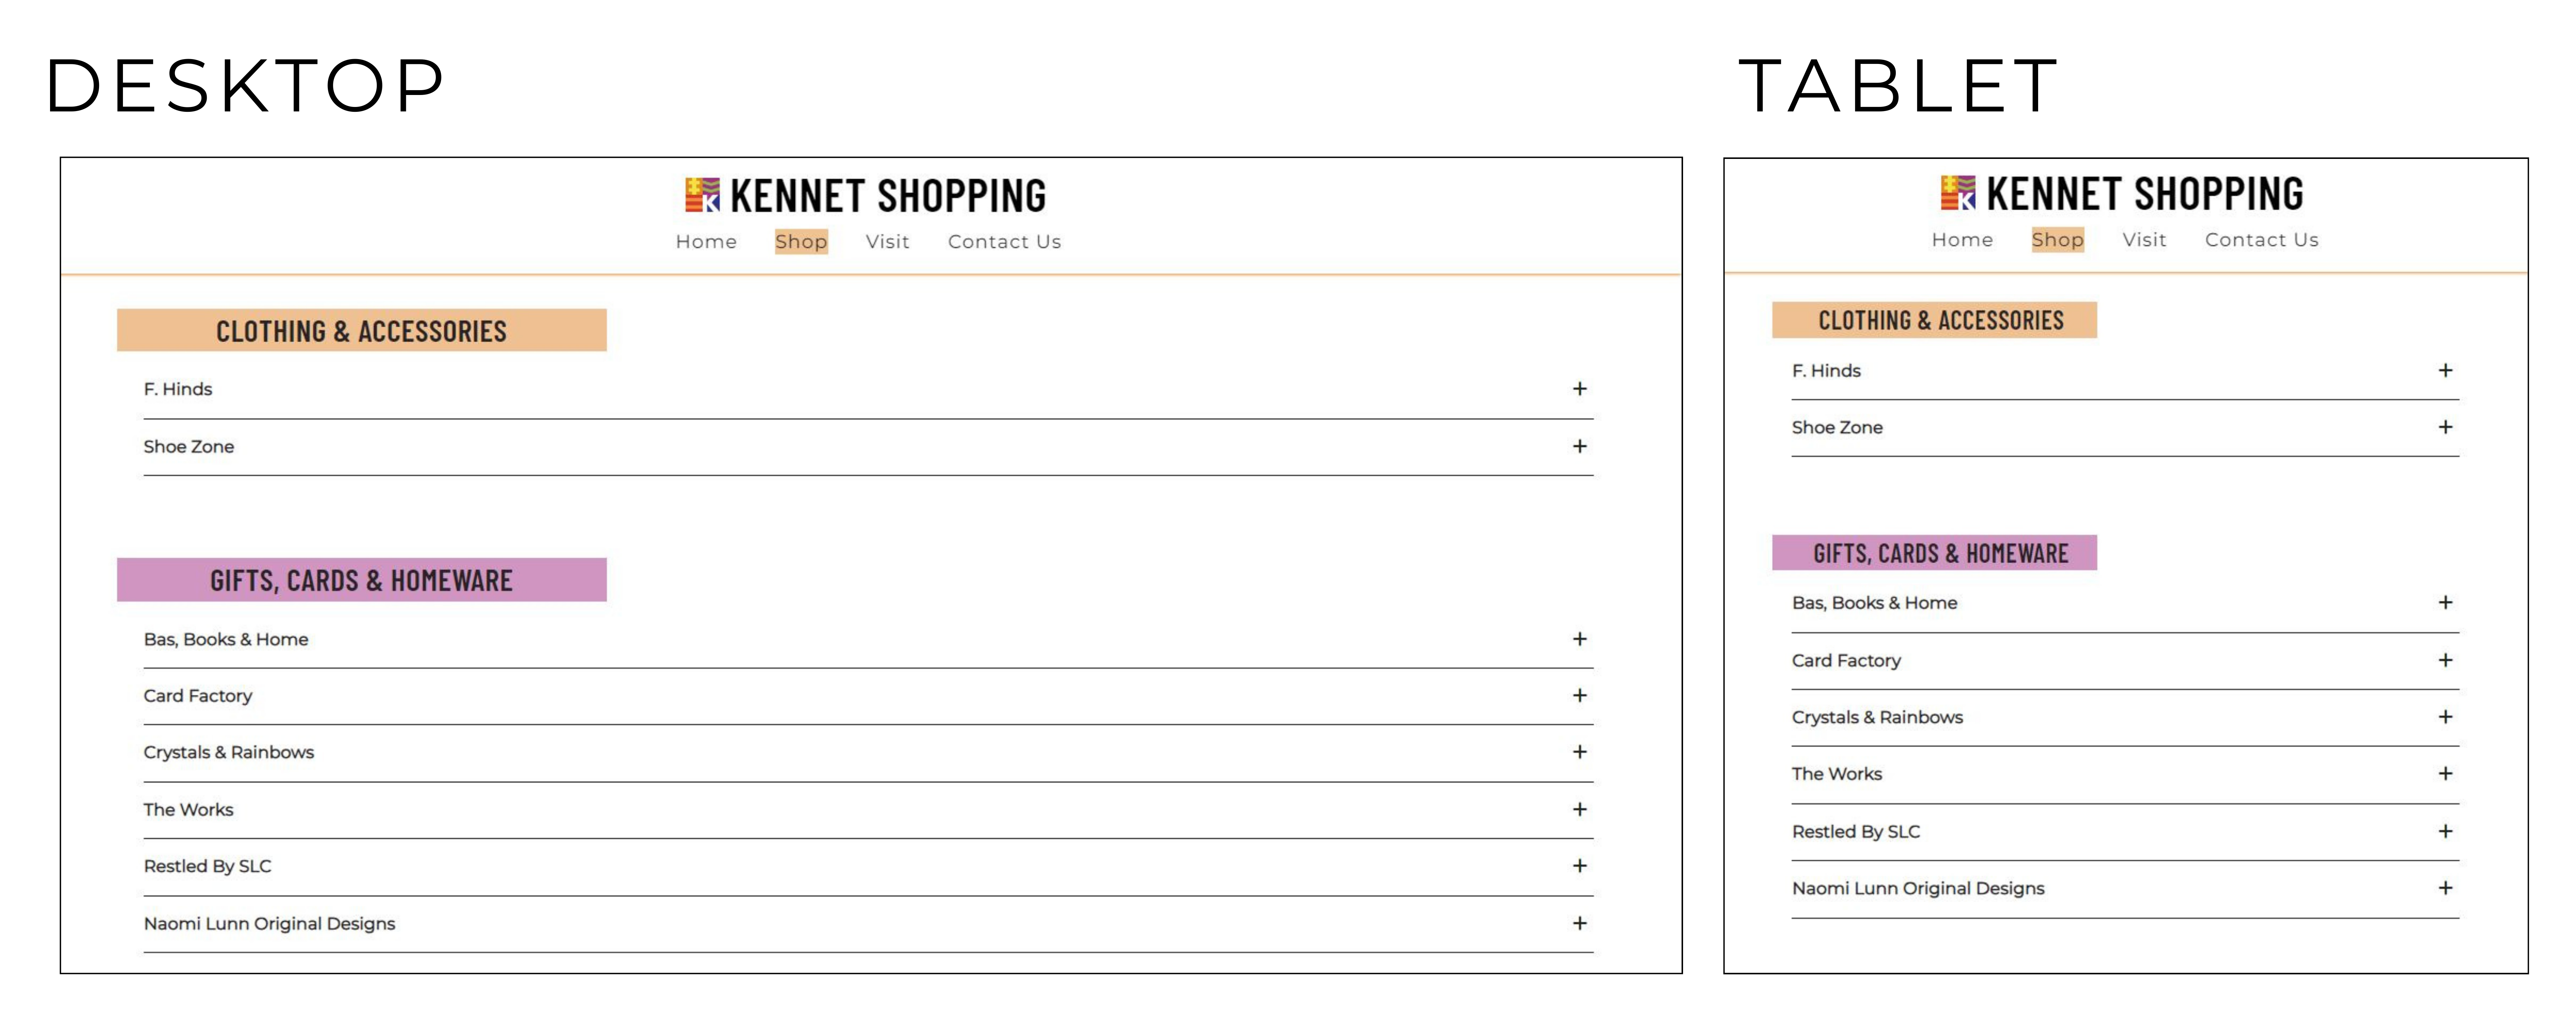 DESKTOP
K KENNET SHOPPING
Home Shop Visit Contact Us
CLOTHING & ACCESSORIES
F. Hinds +
Shoe Zone +
GIFTS, CARDS & HOMEWARE
Bas, Books & Home +
Card Factory +
Crystals & Rainbows +
The Works +
Restled By SLC +
Naomi Lunn Original Designs +
TABLET
K KENNET SHOPPING
Home Shop Visit Contact Us
CLOTHING & ACCESSORIES
F. Hinds +
Shoe Zone +
GIFTS, CARDS & HOMEWARE
Bas, Books & Home +
Card Factory +
Crystals & Rainbows +
The Works +
Restled By SLC +
Naomi Lunn Original Designs +